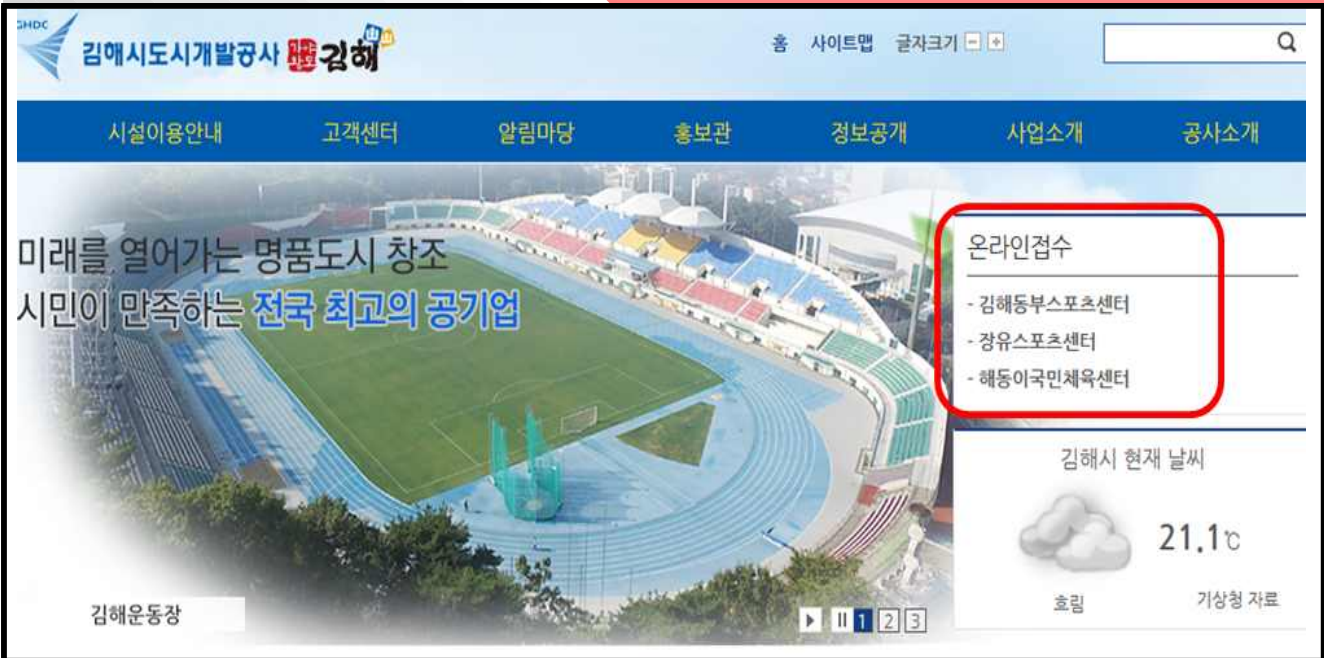 GHDC
김해시도시개발공사 가야왕도 김해
홈 사이트맵 글자크기 - +
시설이용안내 고객센터 알림마당 홍보관 정보공개 사업소개 공사소개
미래를 열어가는 명품도시 창조
시민이 만족하는 전국 최고의 공기업
온라인접수
- 김해동부스포츠센터
- 장유스포츠센터
- 해동이국민체육센터
김해시 현재 날씨
21.1℃
흐림 기상청 자료
김해운동장
1 2 3